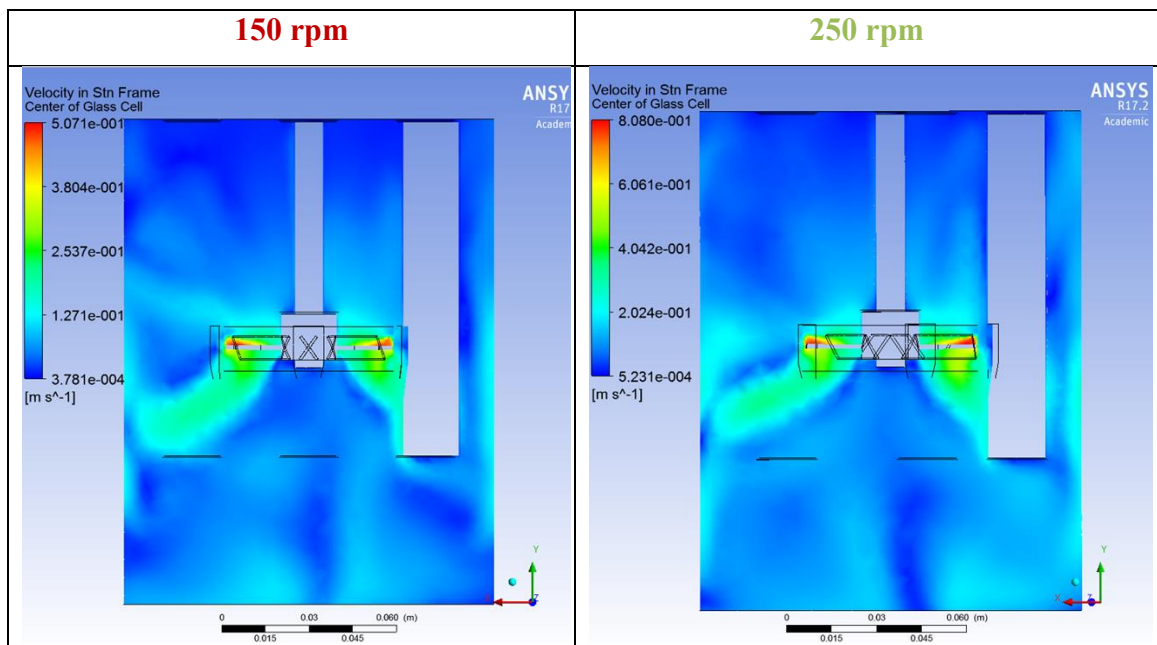 150 rpm
250 rpm
Velocity in Stn Frame
Center of Glass Cell
5.071e-001
3.804e-001
2.537e-001
1.271e-001
3.781e-004
[m s^-1]
ANSY
R17
Academ
Y
Z
0 0.03 0.060 (m)
0.015 0.045
Velocity in Stn Frame
Center of Glass Cell
8.080e-001
6.061e-001
4.042e-001
2.024e-001
5.231e-004
[m s^-1]
ANSYS
R17.2
Academic
Y
X Z
0 0.03 0.060 (m)
0.015 0.045